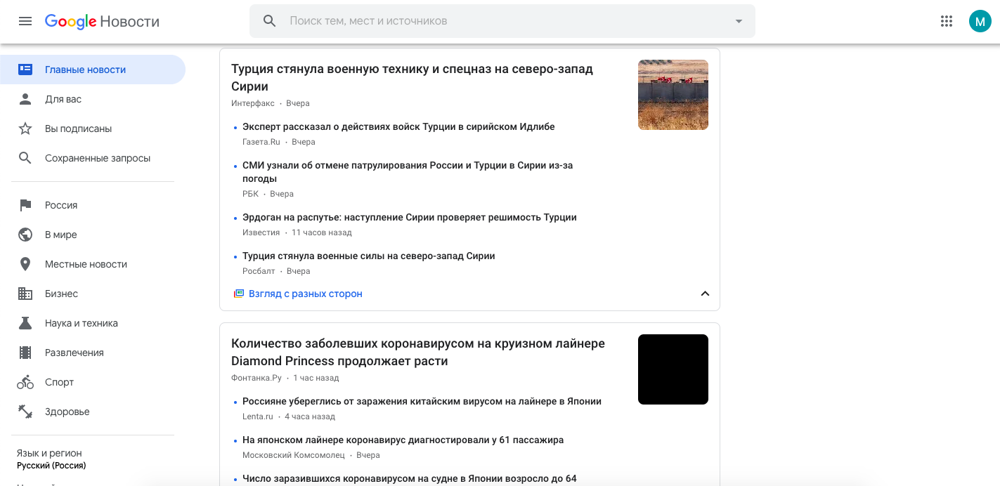 Google Новости
Поиск тем, мест и источников
M
Главные новости
Для вас
Вы подписаны
Сохраненные запросы
Россия
В мире
Местные новости
Бизнес
Наука и техника
Развлечения
Спорт
Здоровье
Язык и регион
Русский (Россия)
Турция стянула военную технику и спецназ на северо-запад
Сирии
Интерфакс · Вчера
Эксперт рассказал о действиях войск Турции в сирийском Идлибе
Газета.Ru · Вчера
СМИ узнали об отмене патрулирования России и Турции в Сирии из-за
погоды
РБК · Вчера
Эрдоган на распутье: наступление Сирии проверяет решимость Турции
Известия · 11 часов назад
Турция стянула военные силы на северо-запад Сирии
Росбалт · Вчера
Взгляд с разных сторон
Количество заболевших коронавирусом на круизном лайнере
Diamond Princess продолжает расти
Фонтанка.Ру · 1 час назад
Россияне убереглись от заражения китайским вирусом на лайнере в Японии
Lenta.ru · 4 часа назад
На японском лайнере коронавирус диагностировали у 61 пассажира
Московский Комсомолец · Вчера
Число заразившихся коронавирусом на судне в Японии возросло до 64